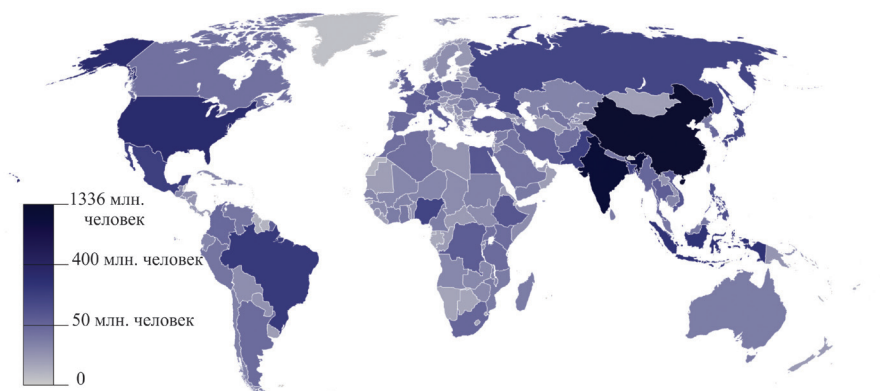 1336 млн.
человек
400 млн. человек
50 млн. человек
0